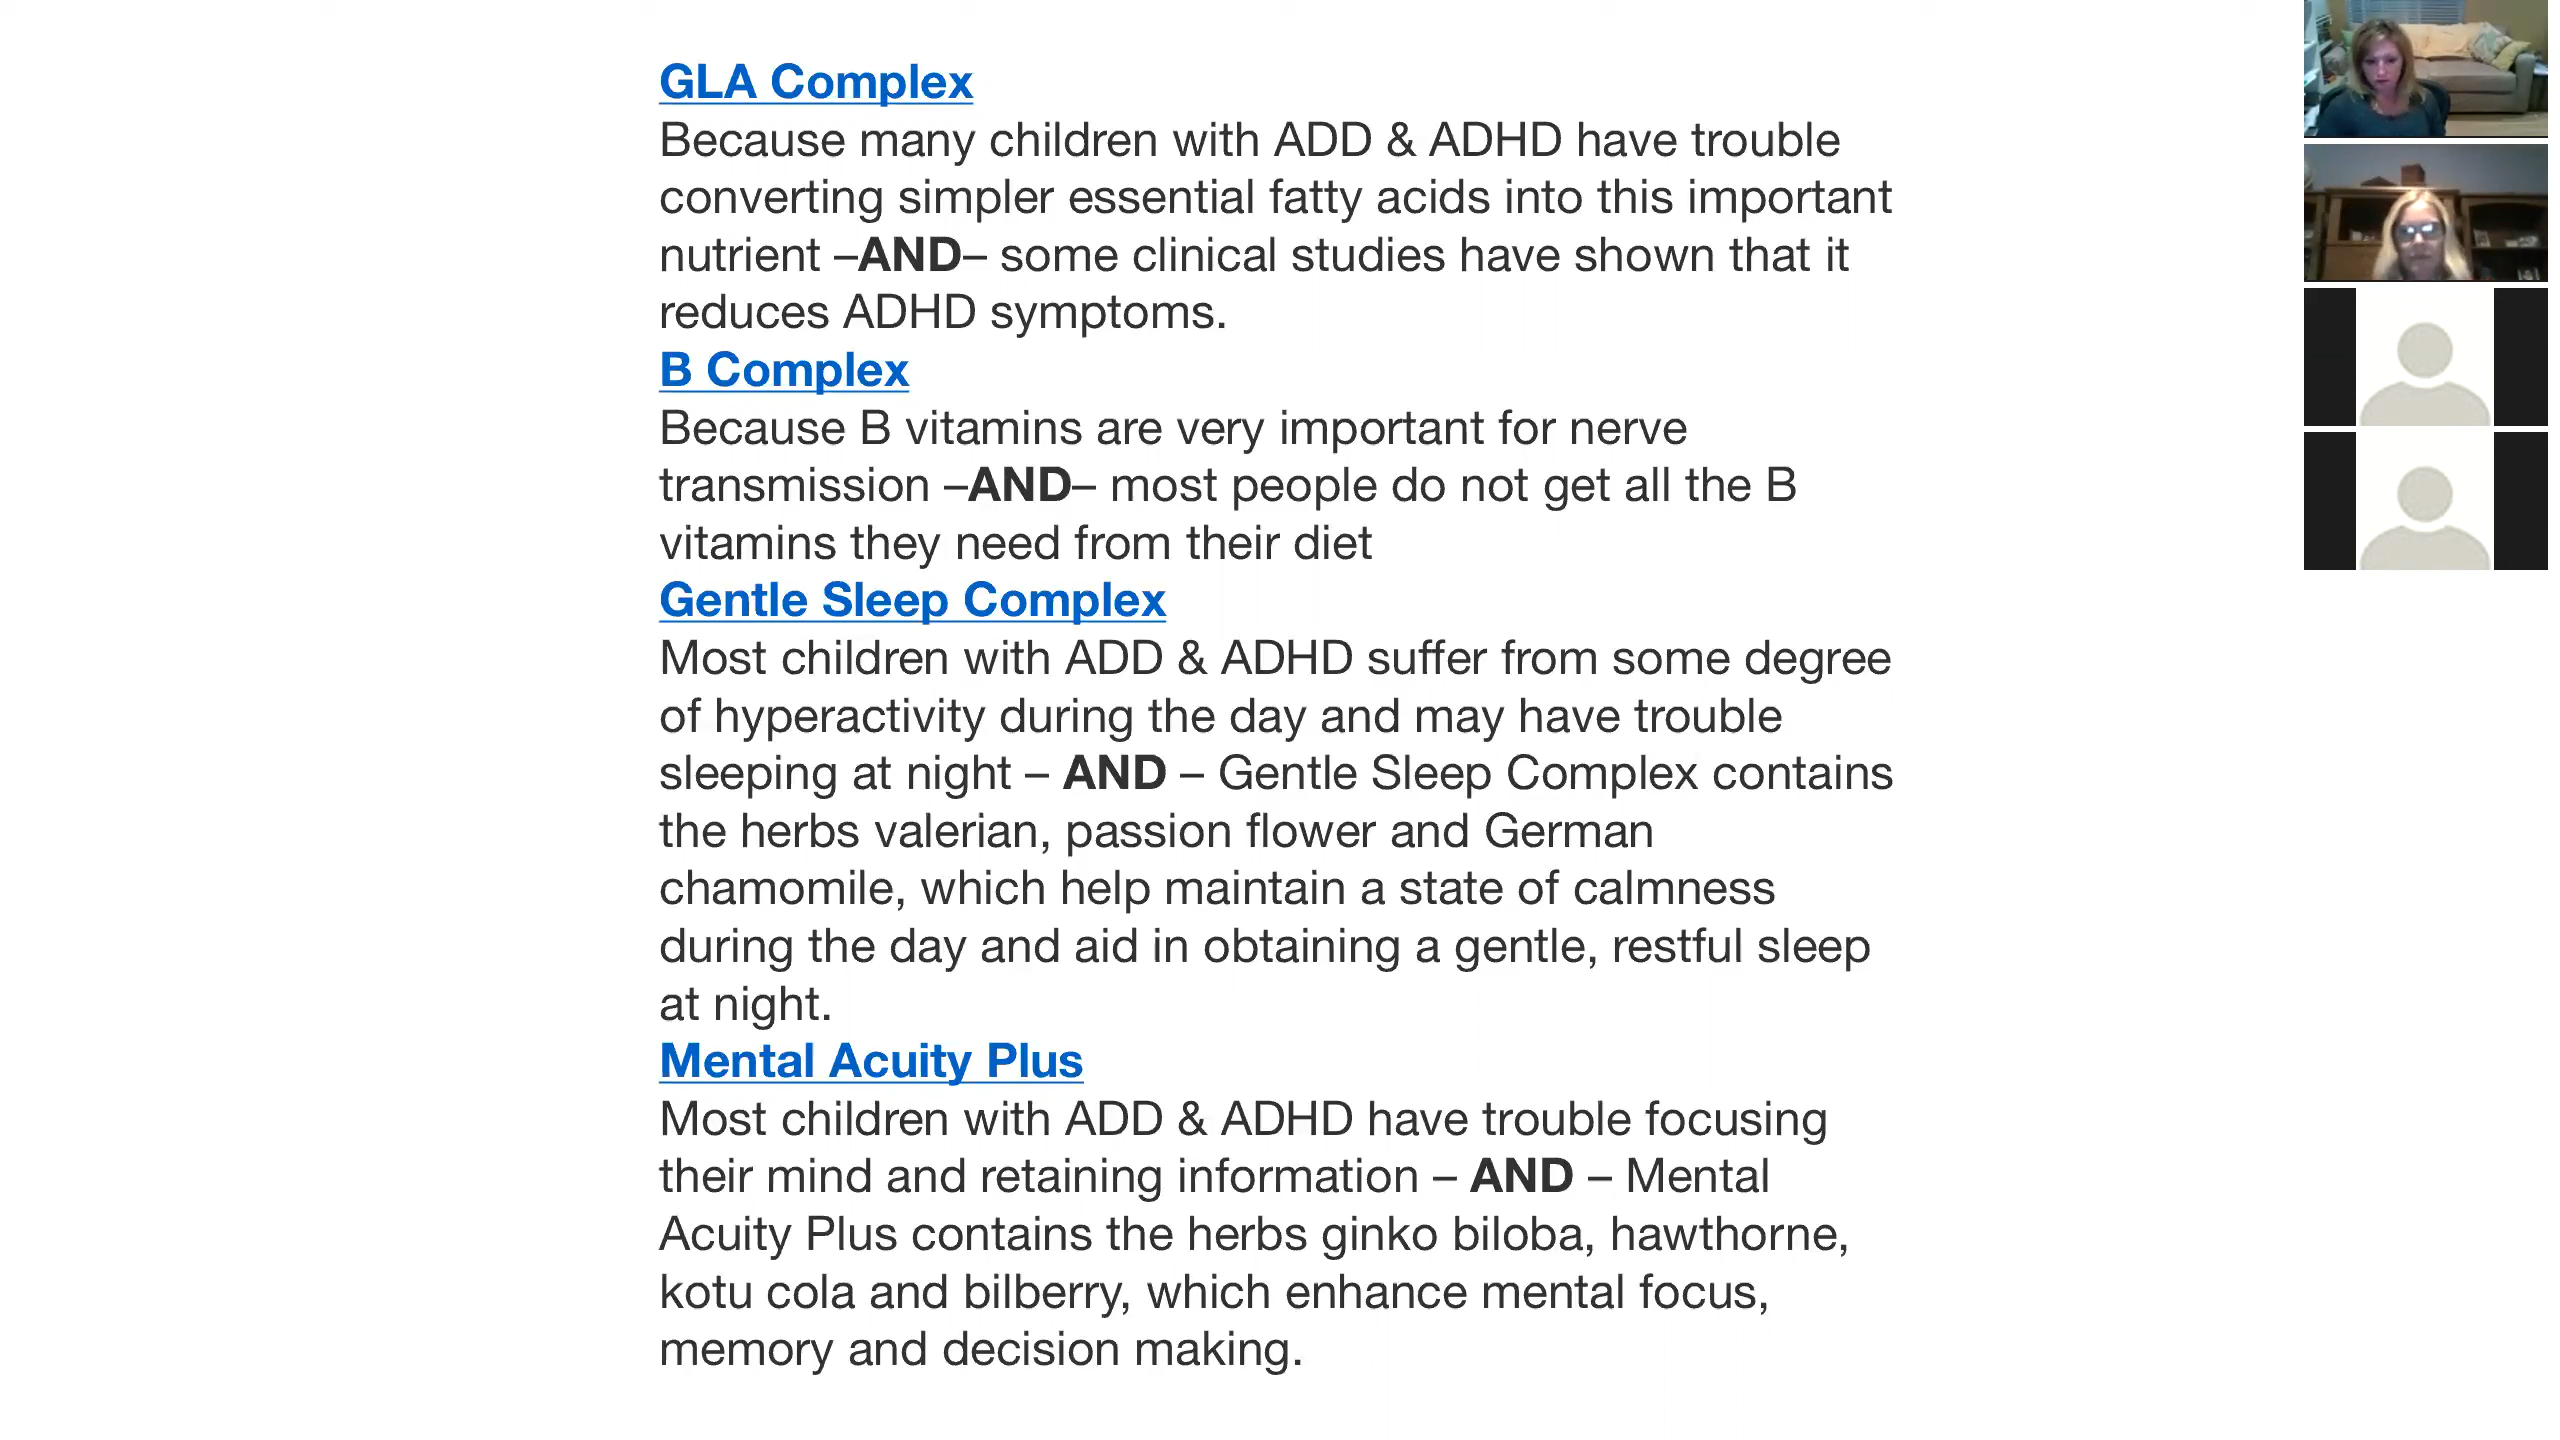 GLA Complex
Because many children with ADD & ADHD have trouble
converting simpler essential fatty acids into this important
nutrient –AND– some clinical studies have shown that it
reduces ADHD symptoms.
B Complex
Because B vitamins are very important for nerve
transmission –AND– most people do not get all the B
vitamins they need from their diet
Gentle Sleep Complex
Most children with ADD & ADHD suffer from some degree
of hyperactivity during the day and may have trouble
sleeping at night – AND – Gentle Sleep Complex contains
the herbs valerian, passion flower and German
chamomile, which help maintain a state of calmness
during the day and aid in obtaining a gentle, restful sleep
at night.
Mental Acuity Plus
Most children with ADD & ADHD have trouble focusing
their mind and retaining information – AND – Mental
Acuity Plus contains the herbs ginko biloba, hawthorne,
kotu cola and bilberry, which enhance mental focus,
memory and decision making.